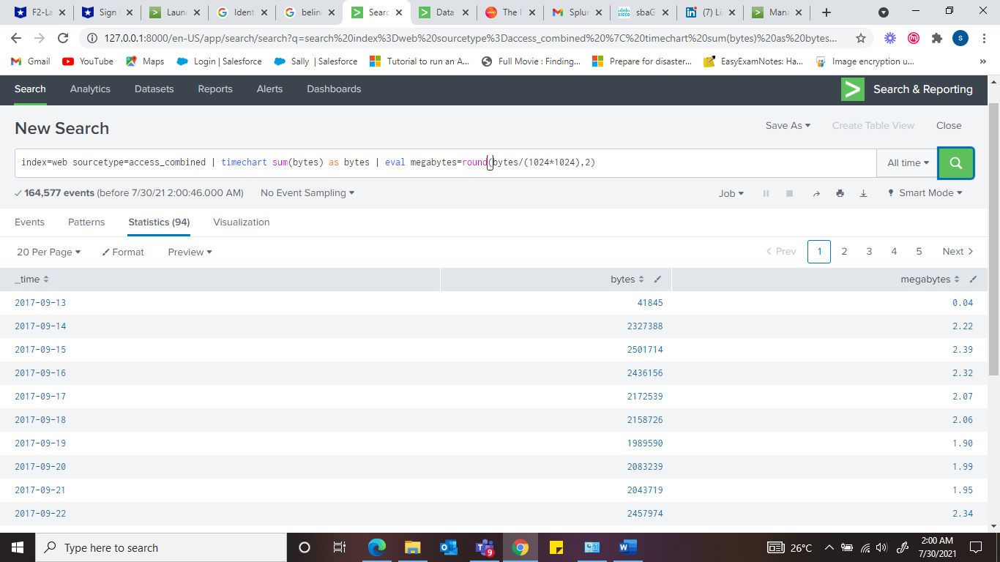 F2-La
Sign
Laun
Ident
belin
Searc
Data
The
Splun
sbaG
(7) Li
Mana
127.0.0.1:8000/en-US/app/search/search?q=search%20index%3Dweb%20sourcetype%3Daccess_combined%20%7C%20timechart%20sum(bytes)%20as%20bytes...
S
Gmail
YouTube
Maps
Login | Salesforce
Sally | Salesforce
Tutorial to run an A...
Full Movie : Finding...
Prepare for disaster...
EasyExamNotes: Ha...
Image encryption u...
Search
Analytics
Datasets
Reports
Alerts
Dashboards
Search & Reporting
New Search
Save As
Create Table View
Close
index=web sourcetype=access_combined | timechart sum(bytes) as bytes | eval megabytes=round(bytes/(1024*1024),2)
All time
164,577 events (before 7/30/21 2:00:46.000 AM)
No Event Sampling
Job
Smart Mode
Events
Patterns
Statistics (94)
Visualization
20 Per Page
Format
Preview
< Prev
1
2
3
4
5
Next >
_time bytes megabytes
2017-09-13 41845 0.04
2017-09-14 2327388 2.22
2017-09-15 2501714 2.39
2017-09-16 2436156 2.32
2017-09-17 2172539 2.07
2017-09-18 2158726 2.06
2017-09-19 1989590 1.90
2017-09-20 2083239 1.99
2017-09-21 2043719 1.95
2017-09-22 2457974 2.34
Type here to search
9
26°C
2:00 AM
7/30/2021